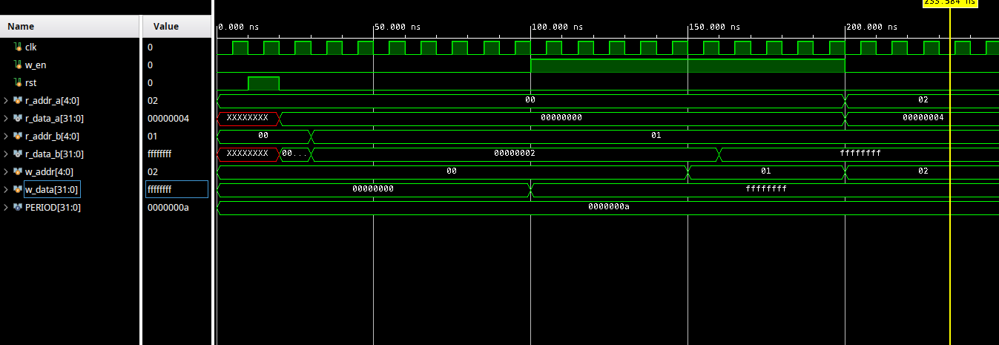 233.584 ns
Name Value 0.000 ns 50.000 ns 100.000 ns 150.000 ns 200.000 ns
clk 0
w_en 0
rst 0
r_addr_a[4:0] 02 00 02
r_data_a[31:0] 00000004 XXXXXXXX 00000000 00000004
r_addr_b[4:0] 01 00 01
r_data_b[31:0] ffffffff XXXXXXXX 00... 00000002 ffffffff
w_addr[4:0] 02 00 01 02
w_data[31:0] ffffffff 00000000 ffffffff
PERIOD[31:0] 0000000a 0000000a